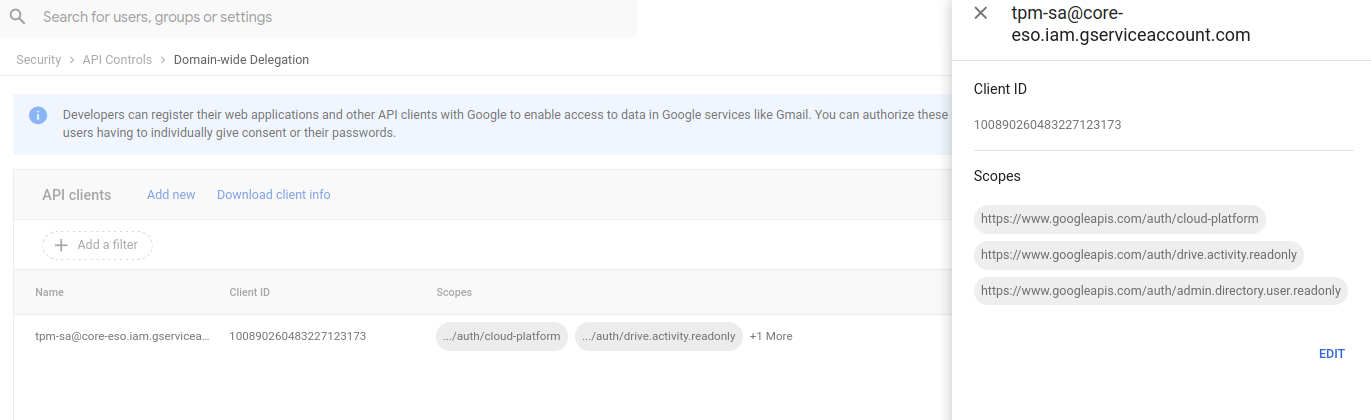 Search for users, groups or settings
Security > API Controls > Domain-wide Delegation
Developers can register their web applications and other API clients with Google to enable access to data in Google services like Gmail. You can authorize these
users having to individually give consent or their passwords.
API clients Add new Download client info
Add a filter
Name Client ID Scopes
tpm-sa@core-eso.iam.gservicea... 100890260483227123173 .../auth/cloud-platform .../auth/drive.activity.readonly +1 More
tpm-sa@core-
eso.iam.gserviceaccount.com
Client ID
100890260483227123173
Scopes
https://www.googleapis.com/auth/cloud-platform
https://www.googleapis.com/auth/drive.activity.readonly
https://www.googleapis.com/auth/admin.directory.user.readonly
EDIT